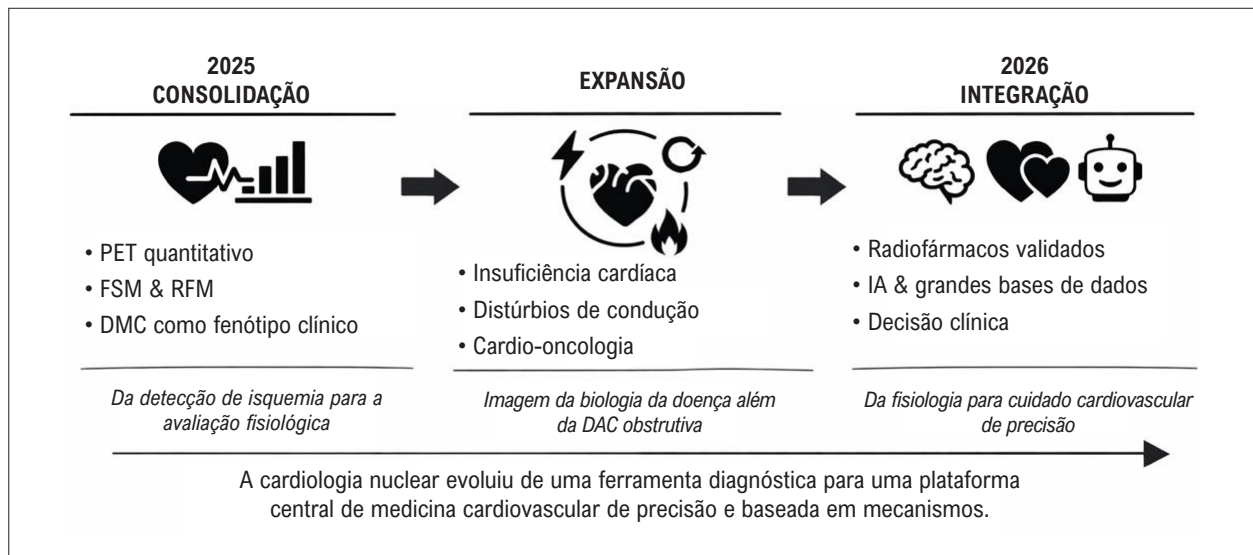 2025
CONSOLIDAÇÃO
• PET quantitativo
• FSM & RFM
• DMC como fenótipo clínico
Da detecção de isquemia para a
avaliação fisiológica
EXPANSÃO
• Insuficiência cardíaca
• Distúrbios de condução
• Cardio-oncologia
Imagem da biologia da doença além
da DAC obstrutiva
2026
INTEGRAÇÃO
• Radiofármacos validados
• IA & grandes bases de dados
• Decisão clínica
Da fisiologia para cuidado cardiovascular
de precisão
A cardiologia nuclear evoluiu de uma ferramenta diagnóstica para uma plataforma
central de medicina cardiovascular de precisão e baseada em mecanismos.